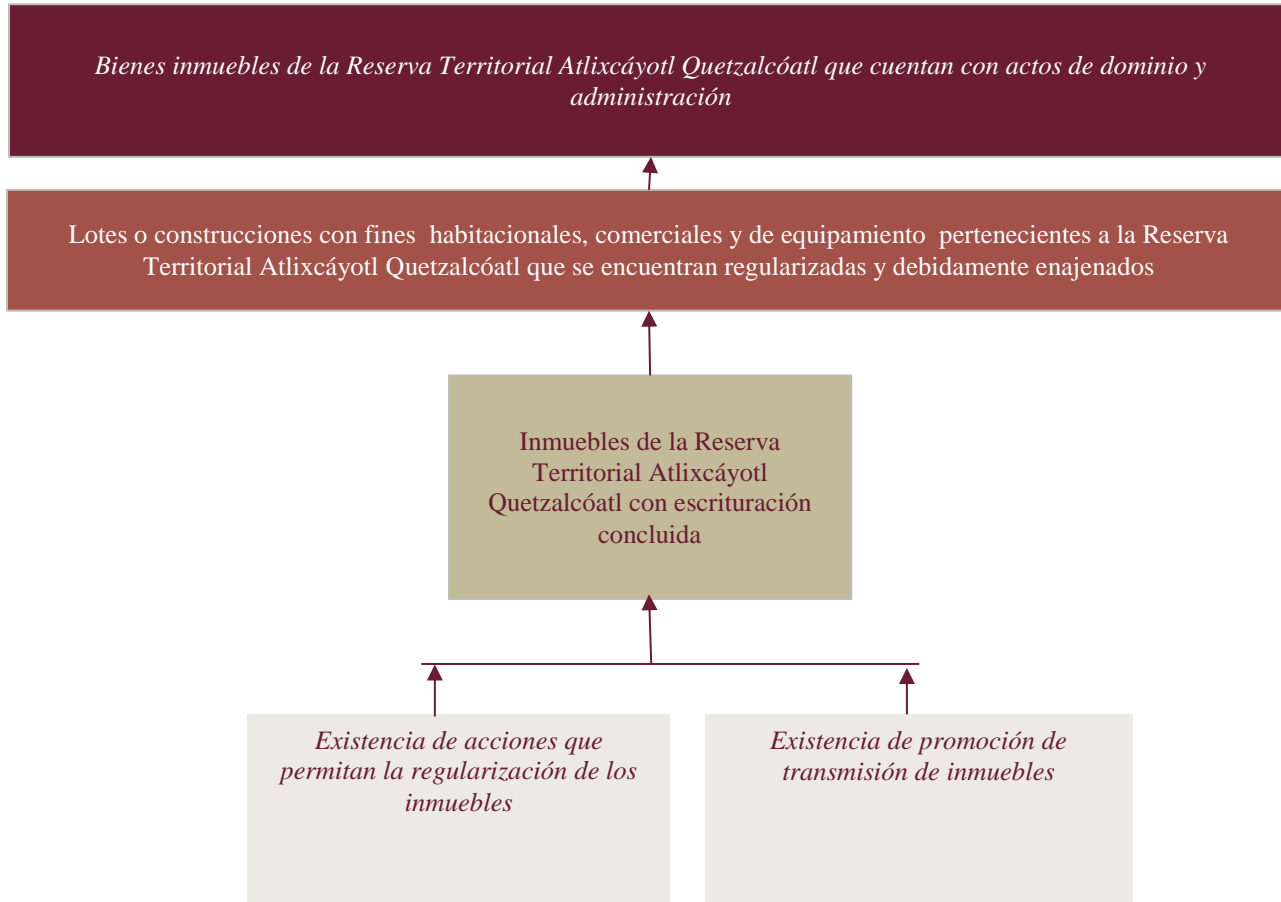 Bienes inmuebles de la Reserva Territorial Atlixcáyotl Quetzalcóatl que cuentan con actos de dominio y
administración
Lotes o construcciones con fines habitacionales, comerciales y de equipamiento pertenecientes a la Reserva
Territorial Atlixcáyotl Quetzalcóatl que se encuentran regularizadas y debidamente enajenados
Inmuebles de la Reserva
Territorial Atlixcáyotl
Quetzalcóatl con escrituración
concluida
Existencia de acciones que
permitan la regularización de los
inmuebles
Existencia de promoción de
transmisión de inmuebles